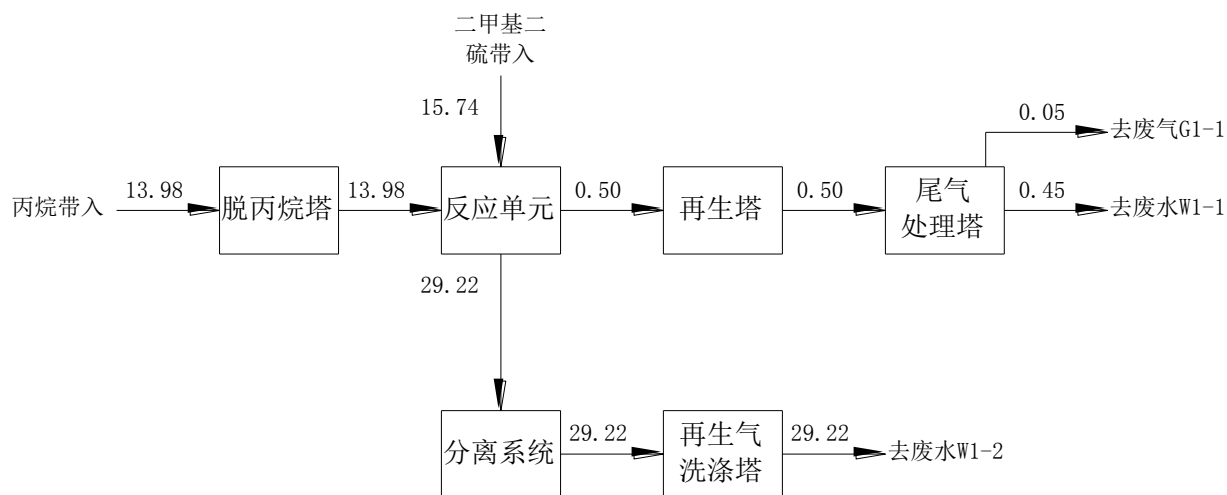 二甲基二
硫带入
15.74
0.05
去废气G1-1
丙烷带入
13.98
脱丙烷塔
13.98
反应单元
0.50
再生塔
0.50
尾气
处理塔
0.45
去废水W1-1
29.22
分离系统
29.22
再生气
洗涤塔
29.22
去废水W1-2